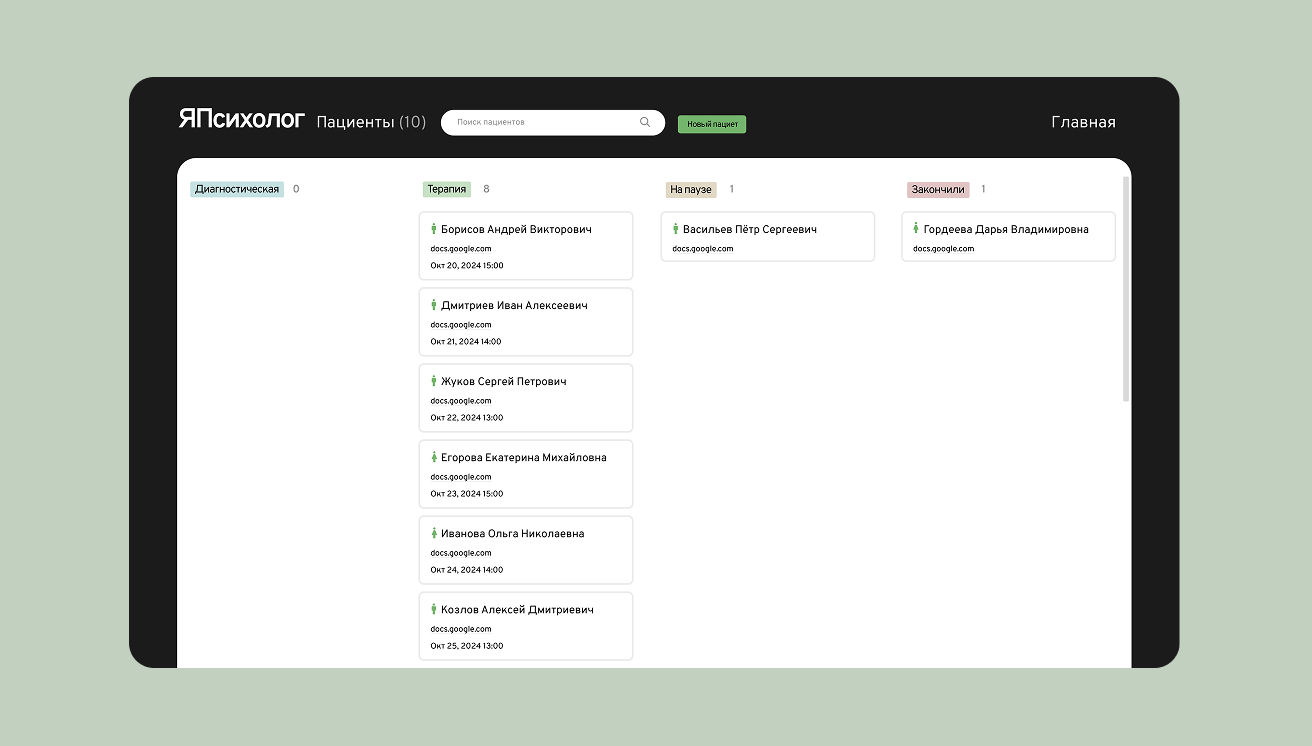 ЯПсихолог
Пациенты (10)
Поиск пациентов
Новый пациет
Главная
Диагностическая 0
Терапия 8
Борисов Андрей Викторович
docs.google.com
Окт 20, 2024 15:00
Дмитриев Иван Алексеевич
docs.google.com
Окт 21, 2024 14:00
Жуков Сергей Петрович
docs.google.com
Окт 22, 2024 13:00
Егорова Екатерина Михайловна
docs.google.com
Окт 23, 2024 15:00
Иванова Ольга Николаевна
docs.google.com
Окт 24, 2024 14:00
Козлов Алексей Дмитриевич
docs.google.com
Окт 25, 2024 13:00
На паузе 1
Васильев Пётр Сергеевич
docs.google.com
Закончили 1
Гордеева Дарья Владимировна
docs.google.com